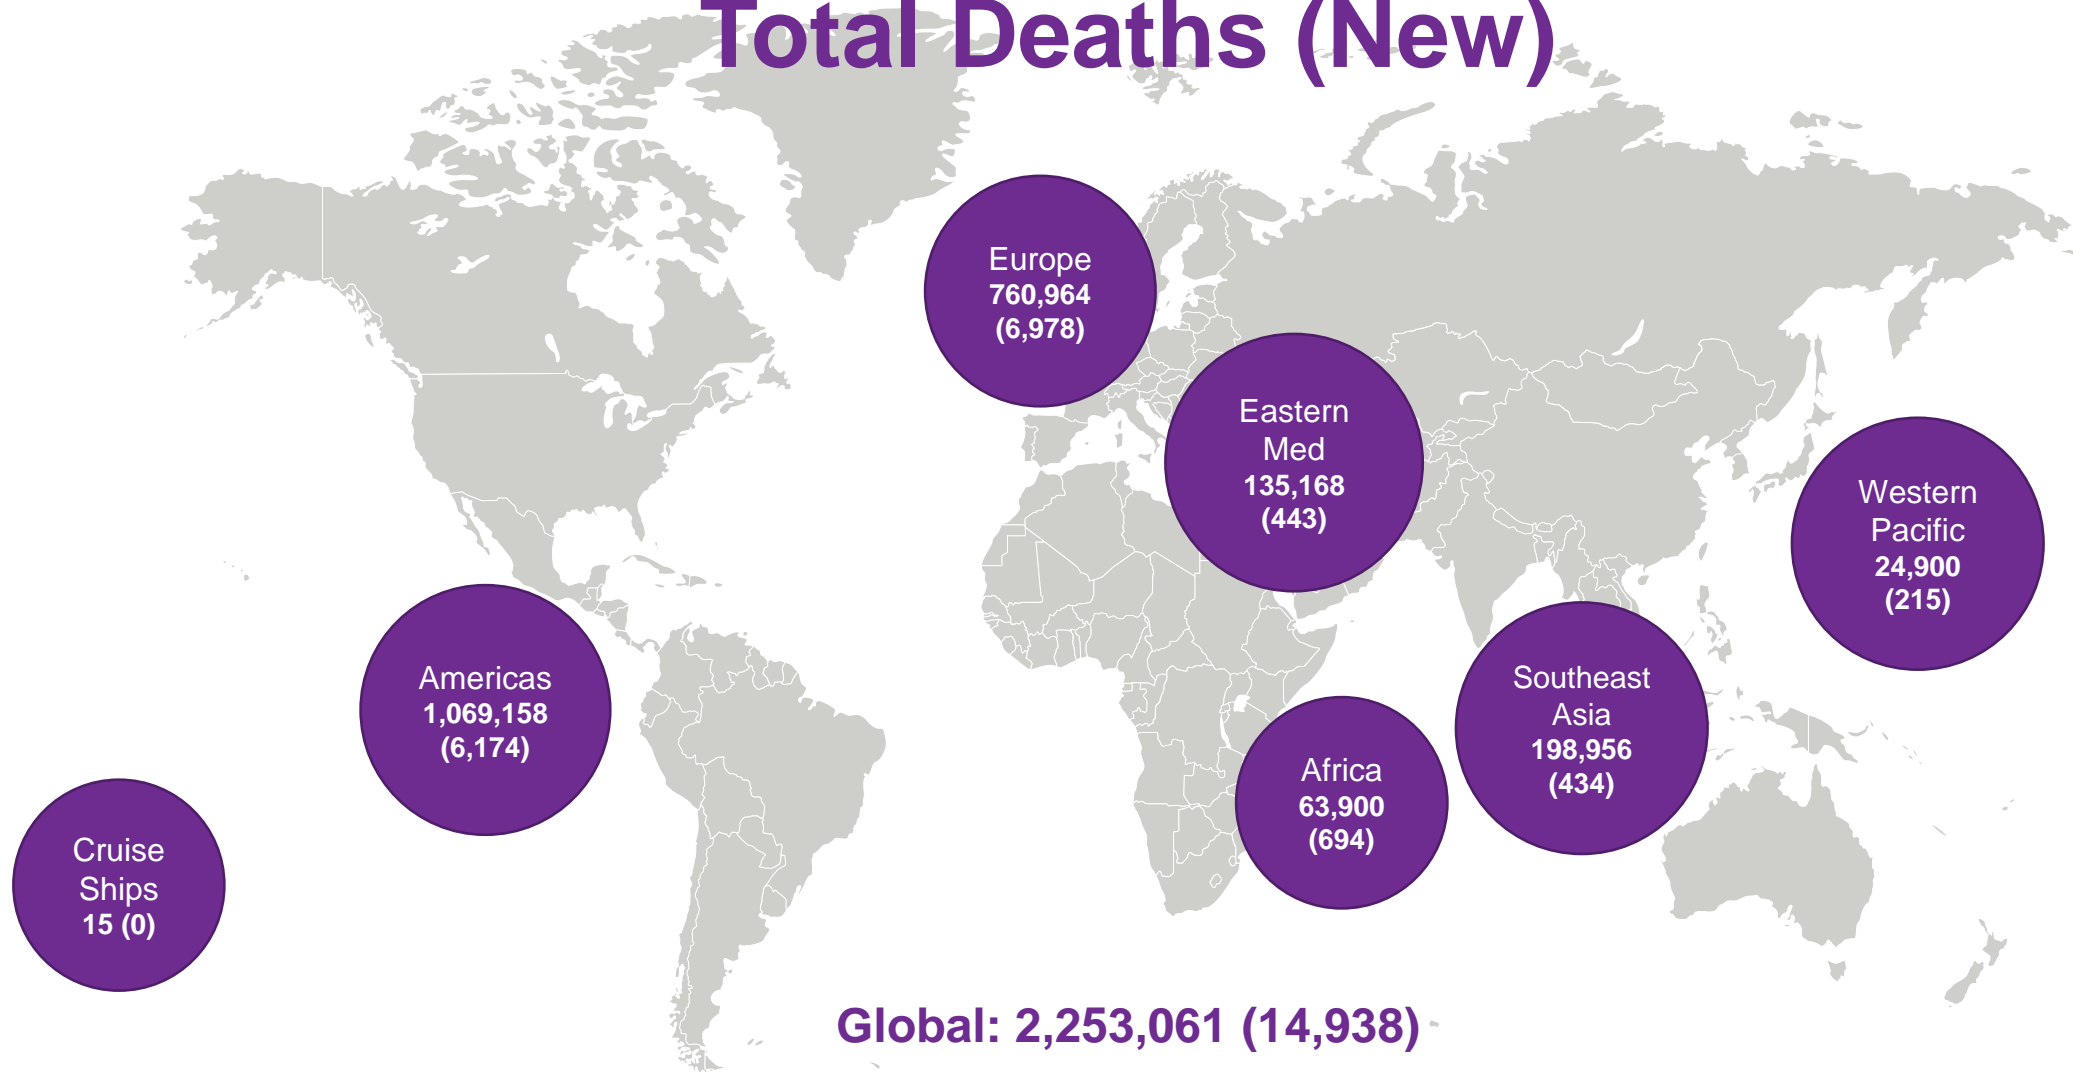 Total Deaths (New)
Europe
760,964
(6,978)
Eastern
Med
135,168
(443)
Western
Pacific
24,900
(215)
Americas
1,069,158
(6,174)
Southeast
Asia
198,956
(434)
Africa
63,900
(694)
Cruise
Ships
15 (0)
Global: 2,253,061 (14,938)